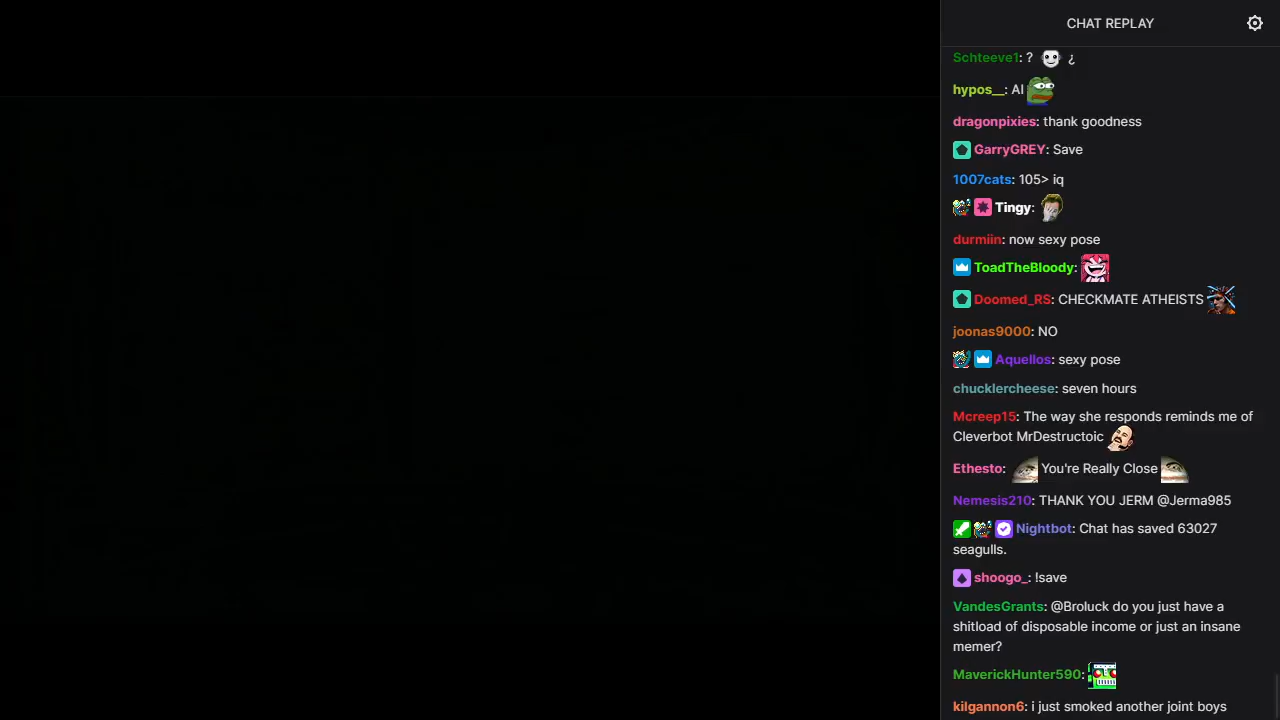 CHAT REPLAY
Schteeve1: ? ¿
hypos__: AI
dragonpixies: thank goodness
GarryGREY: Save
1007cats: 105> iq
Tingy:
durmiin: now sexy pose
ToadTheBloody:
Doomed_RS: CHECKMATE ATHEISTS
joonas9000: NO
Aquellos: sexy pose
chucklercheese: seven hours
Mcreep15: The way she responds reminds me of
Cleverbot MrDestructoic
Ethesto: You're Really Close
Nemesis210: THANK YOU JERM @Jerma985
Nightbot: Chat has saved 63027
seagulls.
shoogo_: !save
VandesGrants: @Broluck do you just have a
shitload of disposable income or just an insane
memer?
MaverickHunter590:
kilgannon6: i just smoked another joint boys